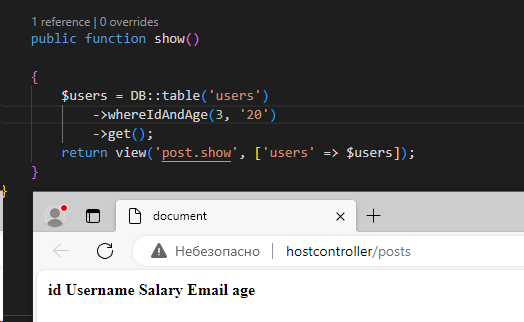 1 reference | 0 overrides
public function show()
{
$users = DB::table('users')
->whereIdAndAge(3, '20')
->get();
return view('post.show', ['users' => $users]);
}
}
document
Небезопасно hostcontroller/posts
id Username Salary Email age